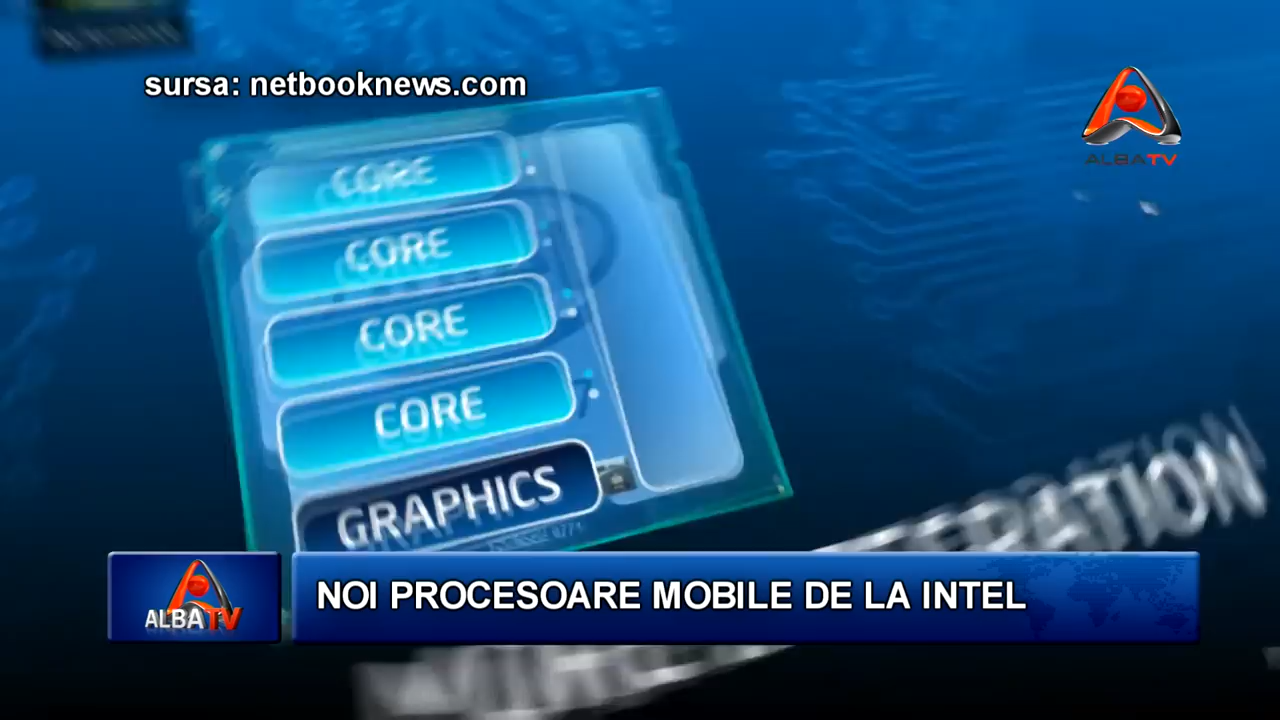 sursa: netbooknews.com
ALBATV
CORE
CORE
CORE
CORE
GRAPHICS
ALBATV
NOI PROCESOARE MOBILE DE LA INTEL